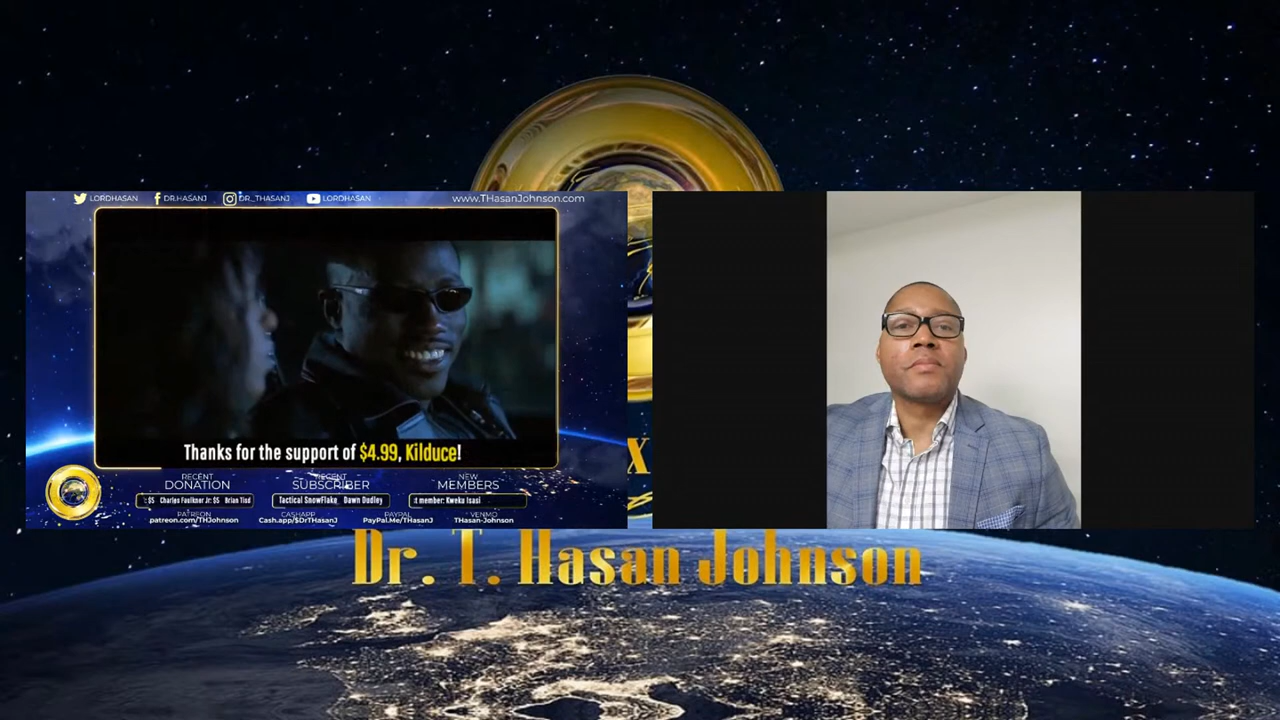 LORDHASAN DR.HASANJ DR._THASANJ LORDHASAN www.THasanJohnson.com
Thanks for the support of $4.99, Kilduce!
RECENT DONATION
RECENT SUBSCRIBER
NEW MEMBERS
$5 Charles Faulkner Jr: $5 Brian
Tactical SnowFlake Dawn Dudley
t member: Kweku Isasi
PATREON CASHAPP PAYPAL VENMO
patreon.com/THJohnson Cash.app/$DrTHasanJ PayPal.Me/THasanJ THasan-Johnson
X
Dr. T. Hasan Johnson